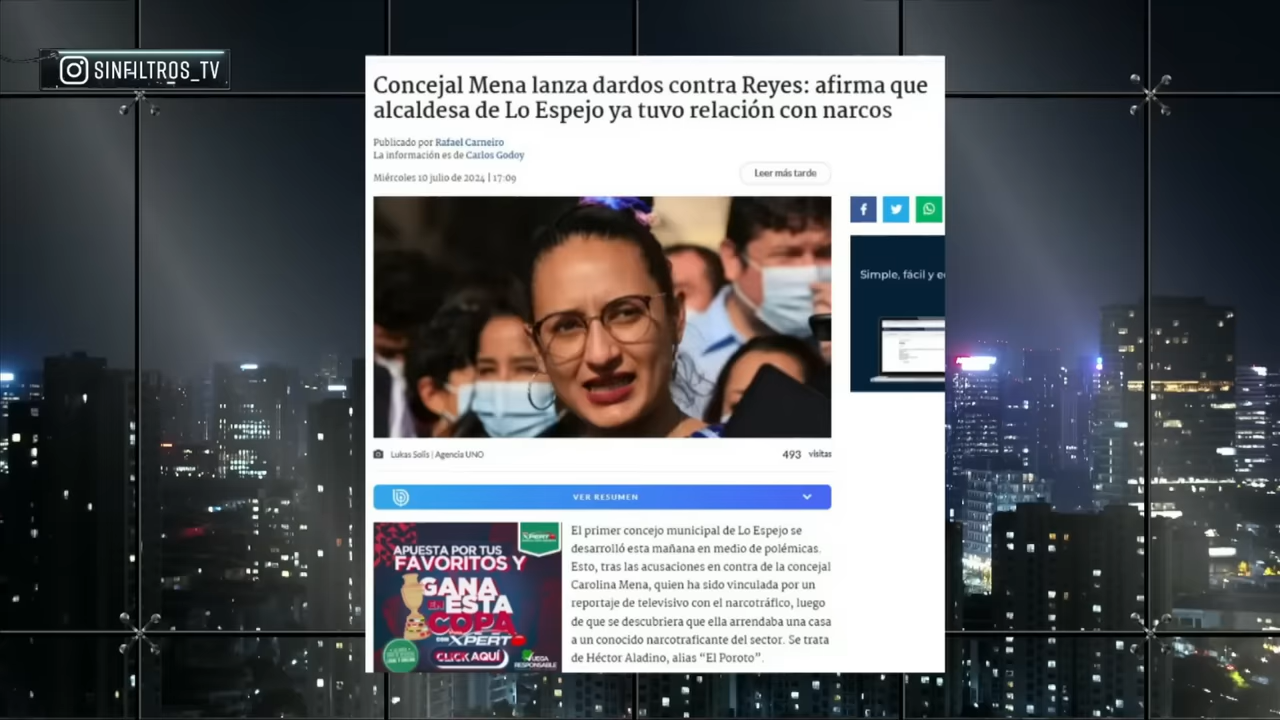 SINFILTROS_TV
Concejal Mena lanza dardos contra Reyes: afirma que
alcaldesa de Lo Espejo ya tuvo relación con narcos
Publicado por Rafael Carneiro
La información es de Carlos Godoy
Miércoles 10 julio de 2024 | 17:09
Leer más tarde
Simple, fácil y
Lukas Solís | Agencia UNO
493 visitas
VER RESUMEN
El primer concejo municipal de Lo Espejo se
desarrolló esta mañana en medio de polémicas.
Esto, tras las acusaciones en contra de la concejal
Carolina Mena, quien ha sido vinculada por un
reportaje de televisivo con el narcotráfico, luego
de que se descubriera que ella arrendaba una casa
a un conocido narcotraficante del sector. Se trata
de Héctor Aladino, alias “El Poroto”.
XPERT
APUESTA POR TUS
FAVORITOS Y
GANA
EN ESTA
COPA
CON XPERT
CLICK AQUÍ
JUEGA
RESPONSABLE